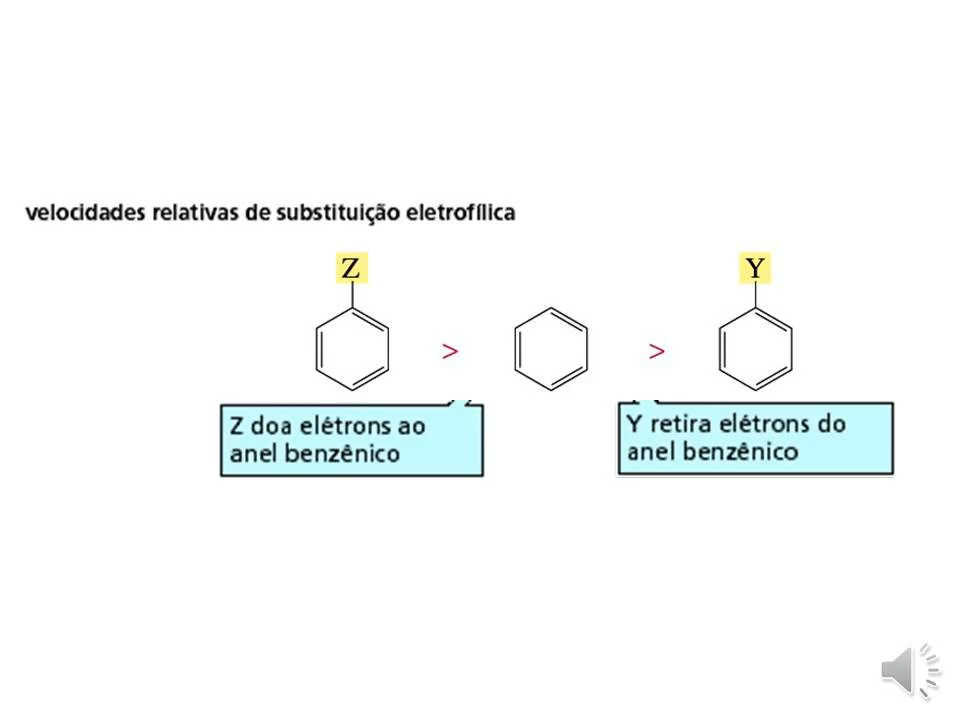 velocidades relativas de substituição eletrofílica
Z
Y
>
>
Z doa elétrons ao
anel benzênico
Y retira elétrons do
anel benzênico